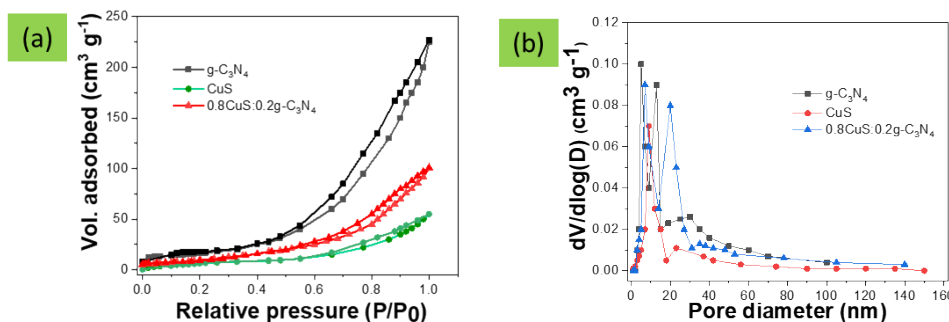 (a)
Vol. adsorbed (cm³ g⁻¹)
250
225
200
150
100
50
0
g-C₃N₄
CuS
0.8CuS:0.2g-C₃N₄
0.0 0.2 0.4 0.6 0.8 1.0
Relative pressure (P/P₀)
(b)
dV/dlog(D) (cm³ g⁻¹)
0.12
0.10
0.08
0.06
0.04
0.02
0.00
g-C₃N₄
CuS
0.8CuS:0.2g-C₃N₄
0 20 40 60 80 100 120 140 160
Pore diameter (nm)